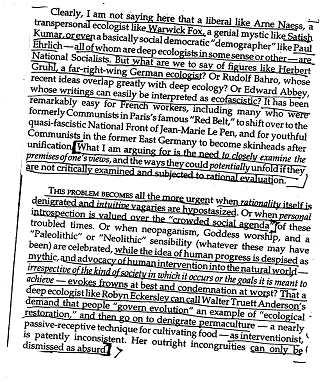 Clearly, I am not saying here that a liberal like Arne Naess, a
transpersonal ecologist like Warwick Fox, a genial mystic like Satish
Kumar, or even a basically social democratic "demographer" like Paul
Ehrlich — all of whom are deep ecologists in some sense or other — are
National Socialists. But what are we to say of figures like Herbert
Gruhl, a far-right-wing German ecologist? Or Rudolf Bahro, whose
recent ideas overlap greatly with deep ecology? Or Edward Abbey,
whose writings can easily be interpreted as ecofascistic? It has been
remarkably easy for French workers, including many who were
formerly Communists in Paris's famous "Red Belt," to shift over to the
quasi-fascistic National Front of Jean-Marie Le Pen, and for youthful
Communists in the former East Germany to become skinheads after
unification. What I am arguing for is the need to closely examine the
premises of one's views, and the ways they could potentially unfold if they
are not critically examined and subjected to rational evaluation.
THIS PROBLEM BECOMES all the more urgent when rationality itself is
denigrated and intuitive vagaries are hypostasized. Or when personal
introspection is valued over the "crowded social agenda" of these
troubled times. Or when neopaganism, Goddess worship, and a
"Paleolithic" or "Neolithic" sensibility (whatever these may have
been) are celebrated, while the idea of human progress is despised as
mythic, and advocacy of human intervention into the natural world —
irrespective of the kind of society in which it occurs or the goals it is meant to
achieve — evokes frowns at best and condemnation at worst? That a
deep ecologist like Robyn Eckersley can call Walter Truett Anderson's
demand that people "govern evolution" an example of "ecological
restoration," and then go on to denigrate permaculture — a nearly
passive-receptive technique for cultivating food — as interventionist,
is patently inconsistent. Her outright incongruities can only be
dismissed as absurd.